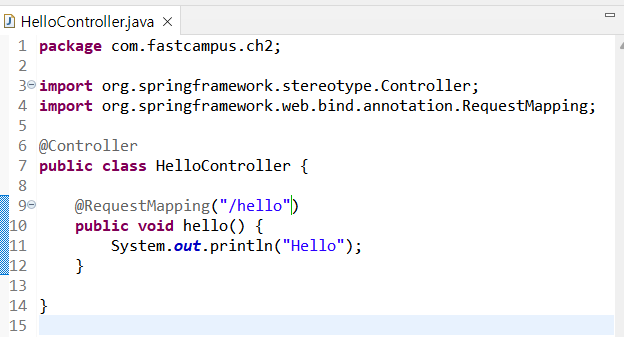 HelloController.java
1 package com.fastcampus.ch2;
2
3 import org.springframework.stereotype.Controller;
4 import org.springframework.web.bind.annotation.RequestMapping;
5
6 @Controller
7 public class HelloController {
8
9 @RequestMapping("/hello")
10 public void hello() {
11 System.out.println("Hello");
12 }
13
14 }
15